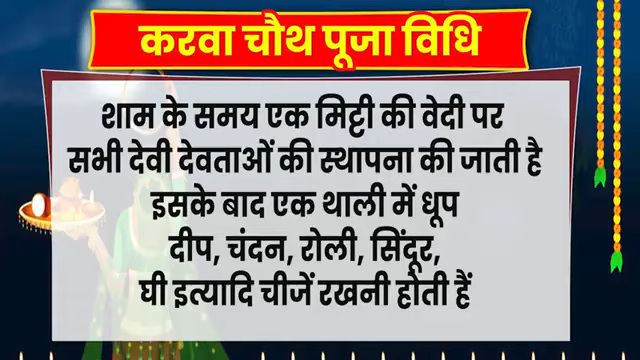 करवा चौथ पूजा विधि
शाम के समय एक मिट्टी की वेदी पर
सभी देवी देवताओं की स्थापना की जाती है
इसके बाद एक थाली में धूप
दीप, चंदन, रोली, सिंदूर,
घी इत्यादि चीजें रखनी होती हैं